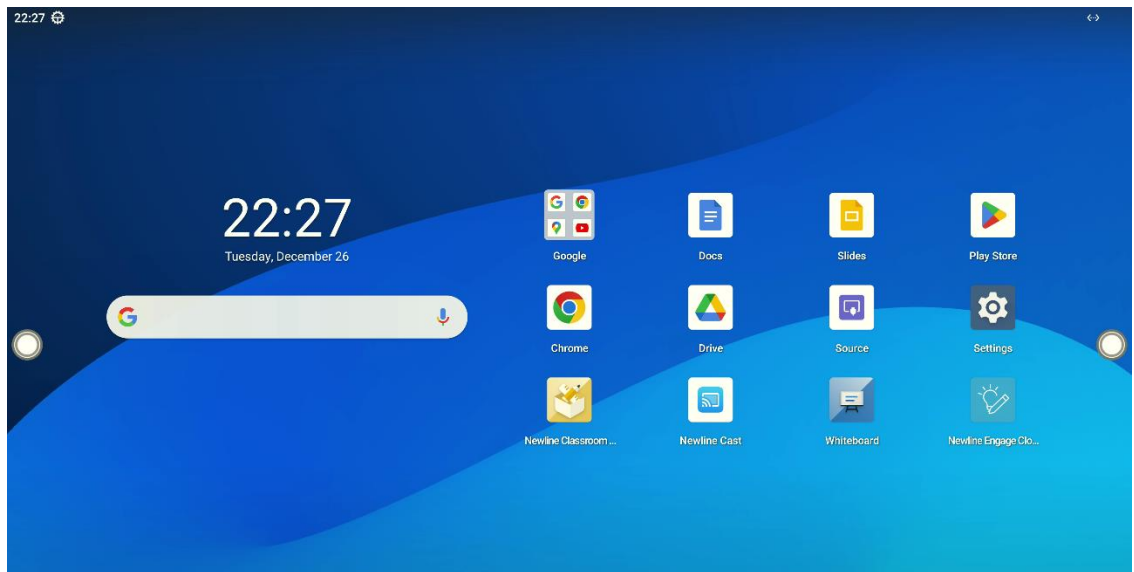 22:27
22:27
Tuesday, December 26
Google
Docs
Slides
Play Store
Chrome
Drive
Source
Settings
Newline Classroom ...
Newline Cast
Whiteboard
Newline Engage Clo...